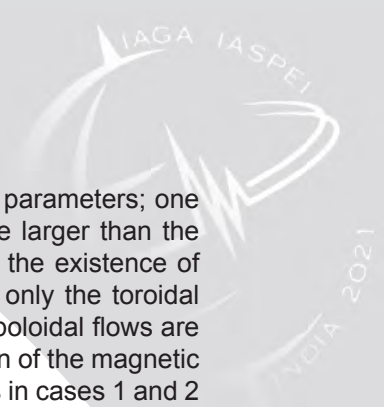 IAGA IASPEI
INDIA 2021
parameters; one
e larger than the
the existence of
only the toroidal
poloidal flows are
n of the magnetic
s in cases 1 and 2